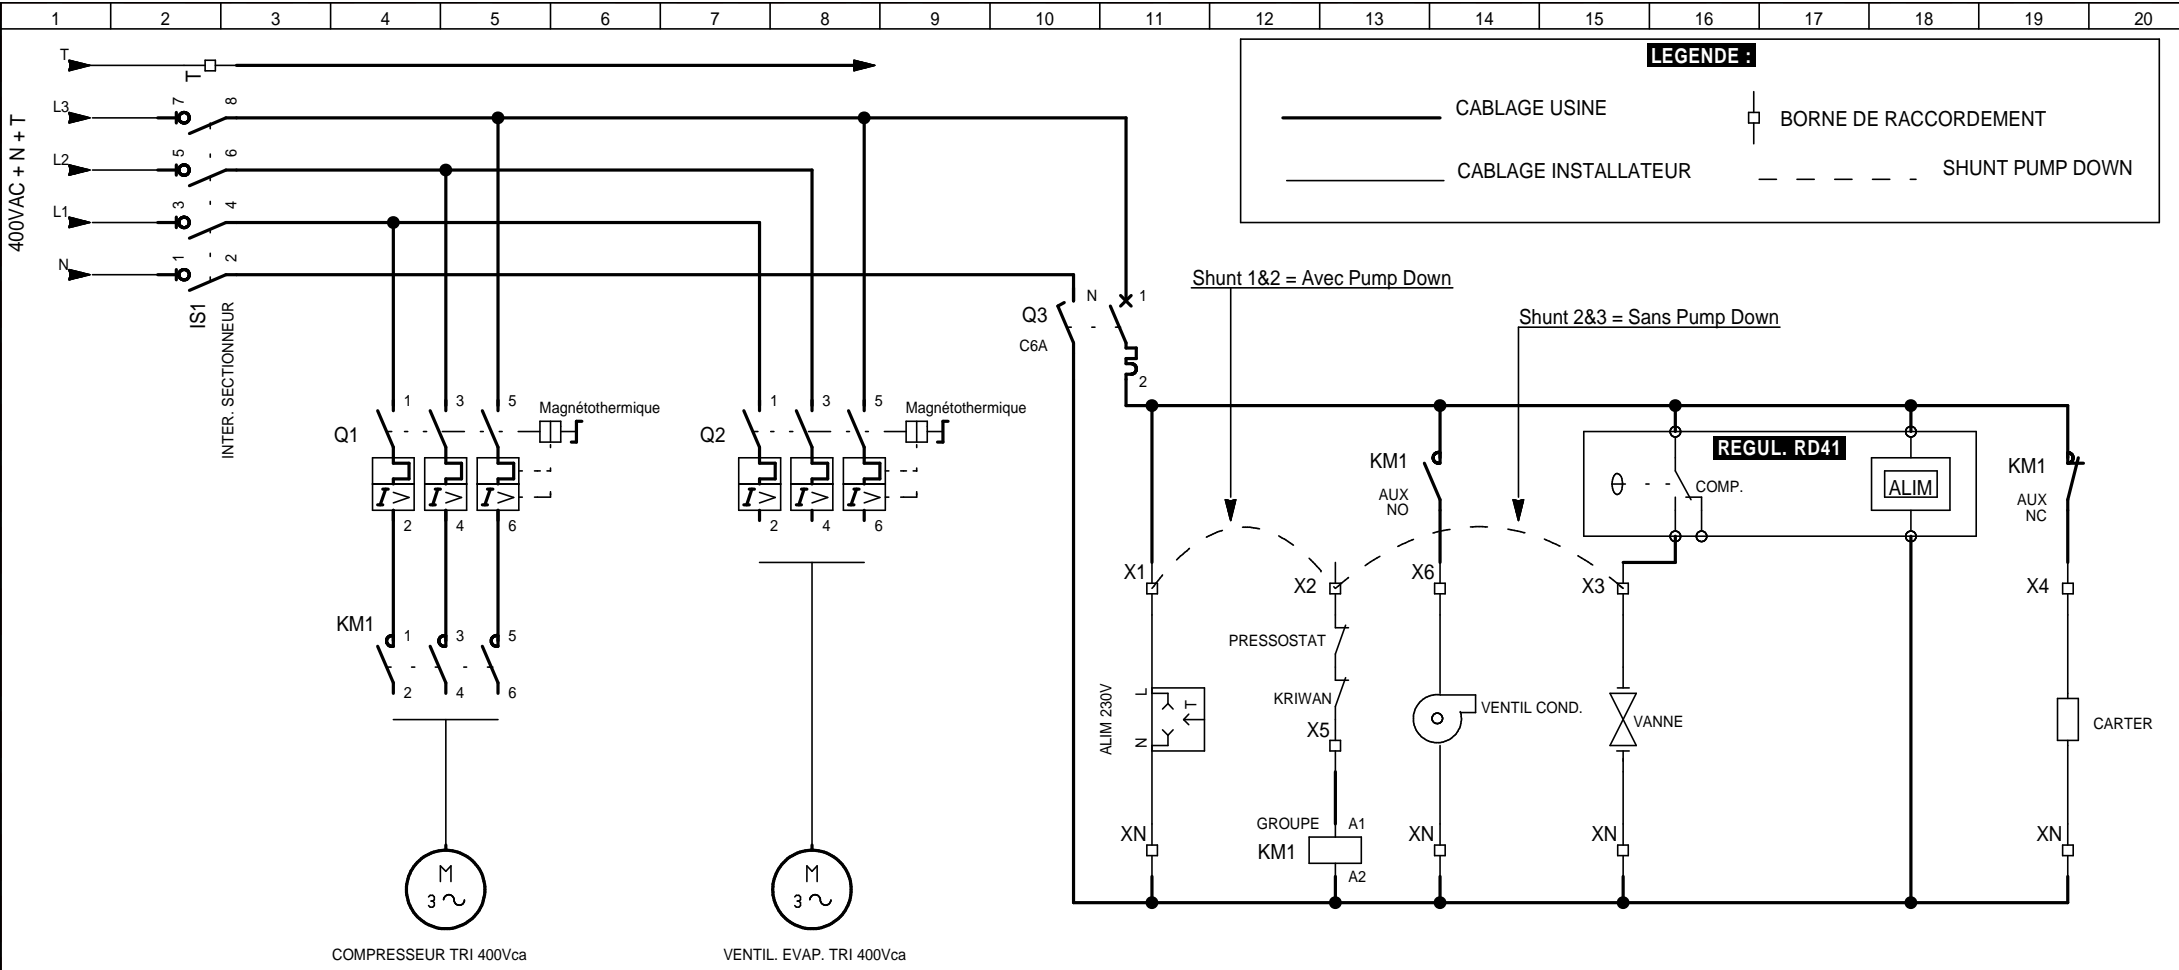 1 2 3 4 5 6 7 8 9 10 11 12 13 14 15 16 17 18 19 20
400VAC + N + T
T
T
L3
7 8
L2
5 6
L1
3 4
N
1 2
IS1
INTER. SECTIONNEUR
LEGENDE :
CABLAGE USINE
BORNE DE RACCORDEMENT
CABLAGE INSTALLATEUR
SHUNT PUMP DOWN
Shunt 1&2 = Avec Pump Down
Shunt 2&3 = Sans Pump Down
Q3
C6A
N 1
2
Q1
1 3 5
Magnétothermique
I > I > I >
2 4 6
Q2
1 3 5
Magnétothermique
I > I > I >
2 4 6
KM1
1 3 5
2 4 6
M
3
COMPRESSEUR TRI 400Vca
M
3
VENTIL. EVAP. TRI 400Vca
KM1
AUX
NO
REGUL. RD41
COMP.
ALIM
KM1
AUX
NC
X1
X2
X6
X3
X4
ALIM 230V
L
N
T
PRESSOSTAT
KRIWAN
X5
VENTIL COND.
VANNE
CARTER
XN
GROUPE A1
KM1
A2
XN
XN
XN